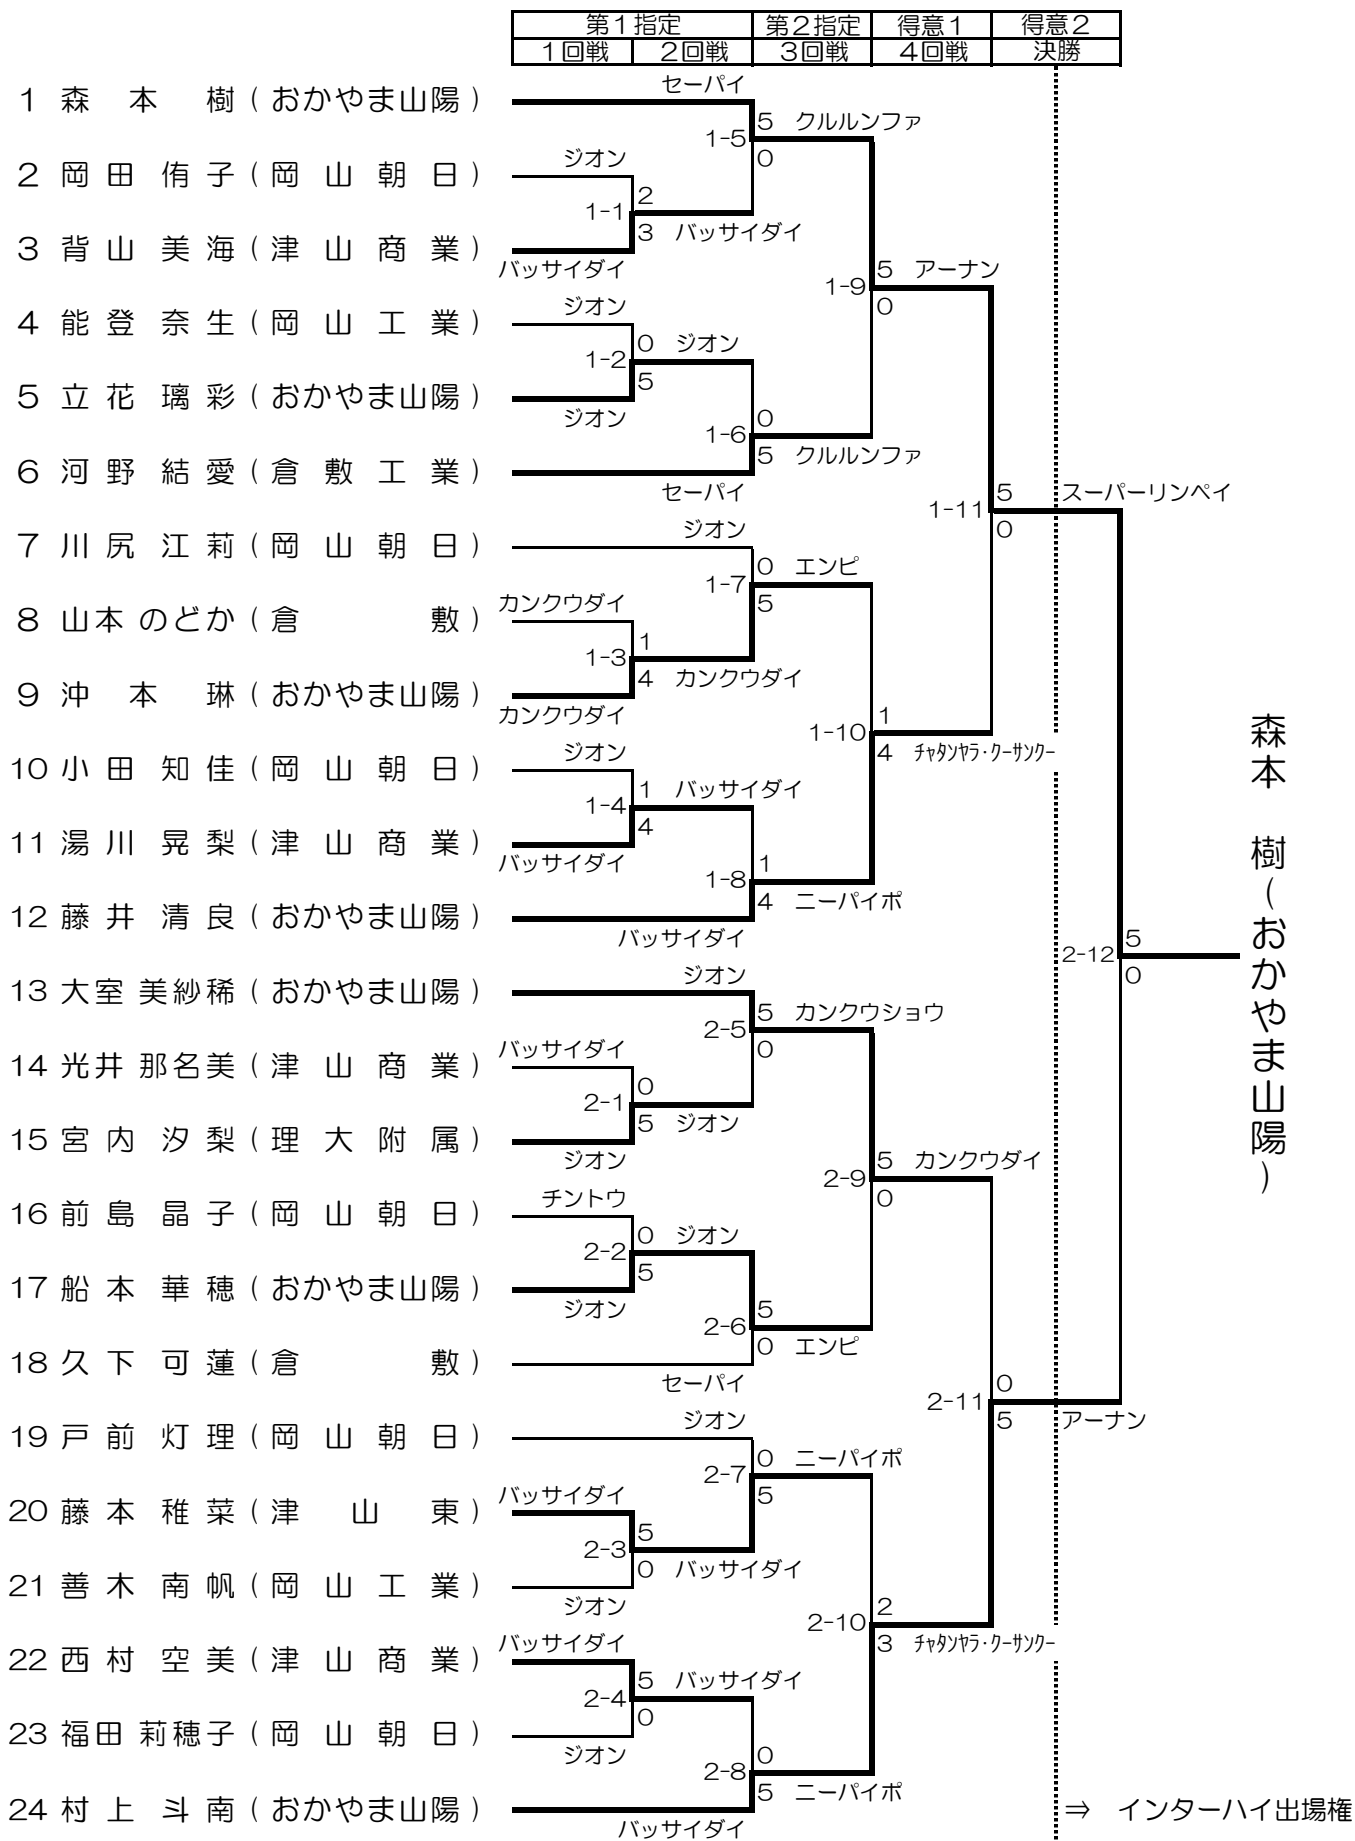 第１指定 第２指定 得意１ 得意２
１回戦 ２回戦 ３回戦 ４回戦 決勝
セーパイ
1 森本 樹 (おかやま山陽)
1-5 5 クルルンファ
0
ジオン
2 岡田 侑子 (岡山朝日)
1-1 2
3 バッサイダイ
3 背山 美海 (津山商業)
バッサイダイ
1-9 5 アーナン
0
ジオン
4 能登 奈生 (岡山工業)
1-2 0 ジオン
5
5 立花 璃彩 (おかやま山陽)
ジオン
1-6 0
5 クルルンファ
6 河野 結愛 (倉敷工業)
セーパイ
1-11 5 スーパーリンペイ
0
ジオン
7 川尻 江莉 (岡山朝日)
1-7 0 エンピ
5
カンクウダイ
8 山本 のどか (倉敷)
1-3 1
4 カンクウダイ
9 沖本 琳 (おかやま山陽)
カンクウダイ
1-10 1
4 チャタンヤラ・クーサンクー
ジオン
10 小田 知佳 (岡山朝日)
1-4 1 バッサイダイ
4
11 湯川 晃梨 (津山商業)
バッサイダイ
1-8 1
4 ニーパイポ
12 藤井 清良 (おかやま山陽)
バッサイダイ
2-12 5
0
森本 樹(おかやま山陽)
ジオン
13 大室 美紗稀 (おかやま山陽)
2-5 5 カンクウショウ
0
バッサイダイ
14 光井 那名美 (津山商業)
2-1 0
5 ジオン
15 宮内 汐梨 (理大附属)
ジオン
2-9 5 カンクウダイ
0
チントウ
16 前島 晶子 (岡山朝日)
2-2 0 ジオン
5
17 船本 華穂 (おかやま山陽)
ジオン
2-6 5
0 エンピ
18 久下 可蓮 (倉敷)
セーパイ
2-11 0
5 アーナン
ジオン
19 戸前 灯理 (岡山朝日)
2-7 0 ニーパイポ
5
バッサイダイ
20 藤本 稚菜 (津山東)
2-3 5
0 バッサイダイ
21 善木 南帆 (岡山工業)
ジオン
2-10 2
3 チャタンヤラ・クーサンクー
バッサイダイ
22 西村 空美 (津山商業)
2-4 5 バッサイダイ
0
23 福田 莉穂子 (岡山朝日)
ジオン
2-8 0
5 ニーパイポ
24 村上 斗南 (おかやま山陽)
バッサイダイ
⇒ インターハイ出場権